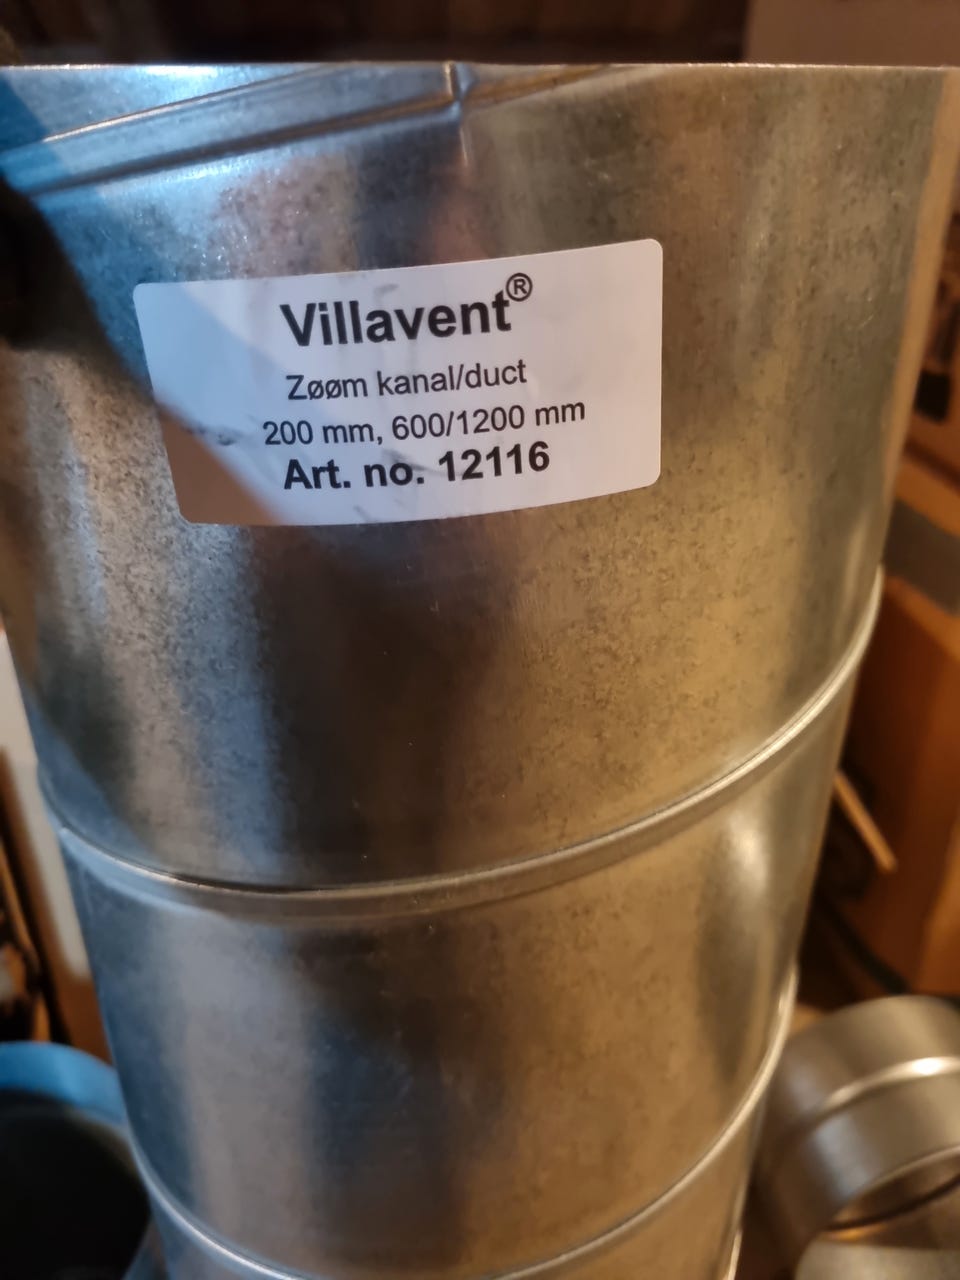 Villavent®
Zøøm kanal/duct
200 mm, 600/1200 mm
Art. no. 12116